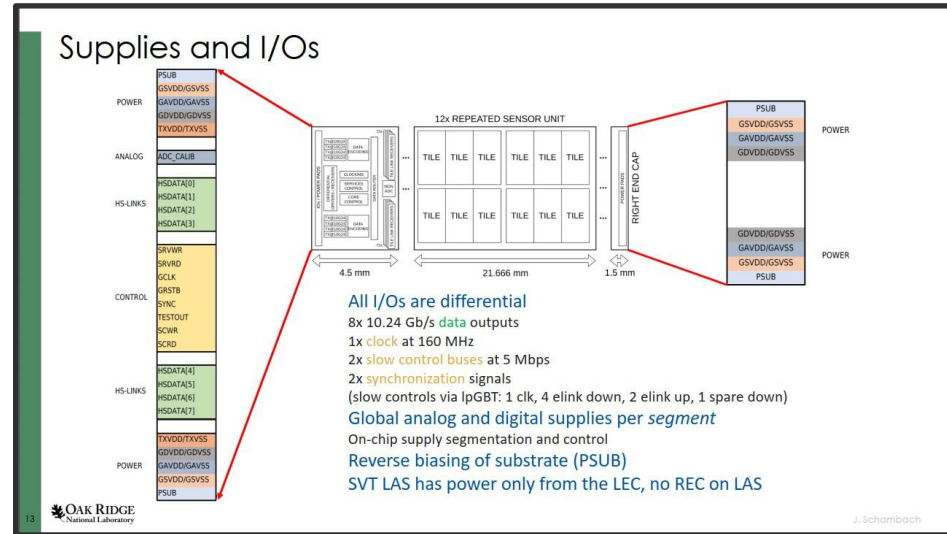 Supplies and I/Os
PSUB
GSVDD/GSVSS
POWER
GAVDD/GAVSS
GDVDD/GDVSS
TXVDD/TXVSS
ANALOG
ADC_CALIB
HSDATA[0]
HSDATA[1]
HS-LINKS
HSDATA[2]
HSDATA[3]
SRVWR
SRVRD
GCLK
CONTROL
GRSTB
SYNC
TESTOUT
SCWR
SCRD
HSDATA[4]
HSDATA[5]
HS-LINKS
HSDATA[6]
HSDATA[7]
TXVDD/TXVSS
GDVDD/GDVSS
POWER
GAVDD/GAVSS
GSVDD/GSVSS
PSUB
12x REPEATED SENSOR UNIT
DATA ENCODING
CLOCKING
SERVICES CONTROL
CORE CONTROL
DATA ENCODING
TILE TILE TILE TILE TILE TILE
TILE TILE TILE TILE TILE TILE
... ...
... ...
... ...
POWER PADS
RIGHT END CAP
4.5 mm
21.666 mm
1.5 mm
PSUB
GSVDD/GSVSS
POWER
GAVDD/GAVSS
GDVDD/GDVSS
GDVDD/GDVSS
GAVDD/GAVSS
POWER
GSVDD/GSVSS
PSUB
All I/Os are differential
8x 10.24 Gb/s data outputs
1x clock at 160 MHz
2x slow control buses at 5 Mbps
2x synchronization signals
(slow controls via lpGBT: 1 clk, 4 elink down, 2 elink up, 1 spare down)
Global analog and digital supplies per segment
On-chip supply segmentation and control
Reverse biasing of substrate (PSUB)
SVT LAS has power only from the LEC, no REC on LAS
13
OAK RIDGE
National Laboratory
J. Schambach